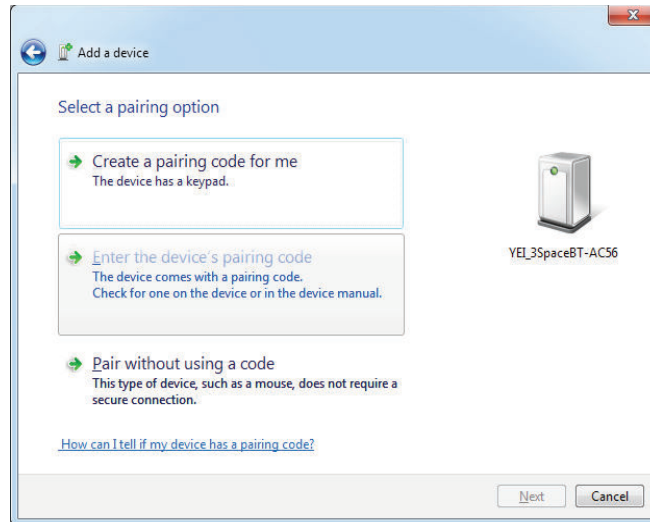 Add a device
Select a pairing option
Create a pairing code for me
The device has a keypad.
Enter the device's pairing code
The device comes with a pairing code.
Check for one on the device or in the device manual.
YEI_3SpaceBT-AC56
Pair without using a code
This type of device, such as a mouse, does not require a
secure connection.
How can I tell if my device has a pairing code?
Next
Cancel